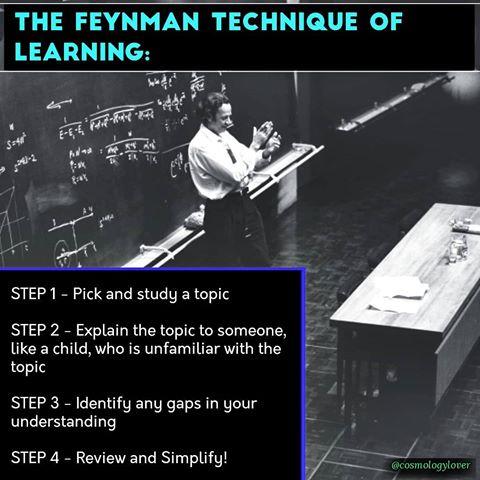 THE FEYNMAN TECHNIQUE OF
LEARNING:
STEP 1 - Pick and study a topic
STEP 2 - Explain the topic to someone,
like a child, who is unfamiliar with the
topic
STEP 3 - Identify any gaps in your
understanding
STEP 4 - Review and Simplify!
@cosmologylover